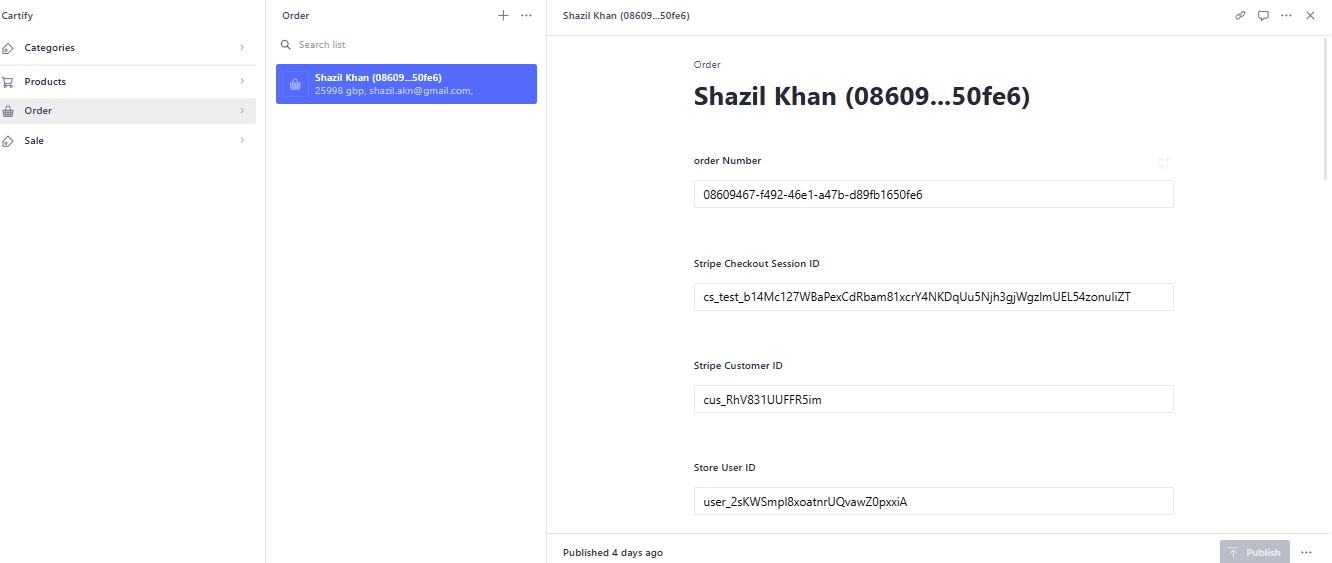 Cartify
Categories
Products
Order
Sale
Order
Search list
Shazil Khan (08609...50fe6)
25998 gbp, shazil.akn@gmail.com,
Shazil Khan (08609...50fe6)
Order
Shazil Khan (08609...50fe6)
order Number
08609467-f492-46e1-a47b-d89fb1650fe6
Stripe Checkout Session ID
cs_test_b14Mc127WBaPexCdRbam81xcrY4NKDqUu5Njh3gjWgzlmUEL54zonuliZT
Stripe Customer ID
cus_RhV831UUFFR5im
Store User ID
user_2sKWSmpl8xoatnrUQvawZ0pxxiA
Published 4 days ago
Publish